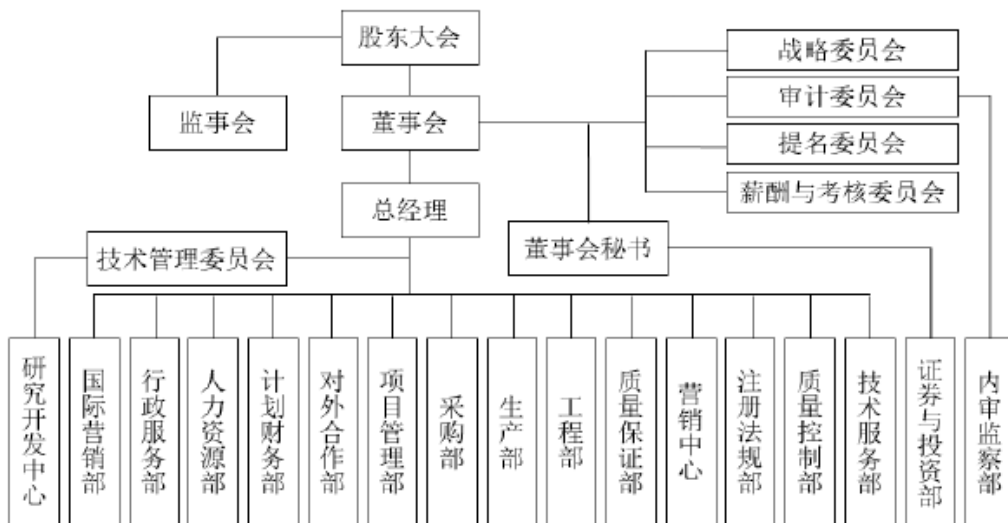 股东大会
战略委员会
监事会
董事会
审计委员会
提名委员会
薪酬与考核委员会
总经理
技术管理委员会
董事会秘书
研究开发中心
国际营销部
行政服务部
人力资源部
计划财务部
对外合作部
项目管理部
采购部
生产部
工程部
质量保证部
营销中心
注册法规部
质量控制部
技术服务部
证券与投资部
内审监察部